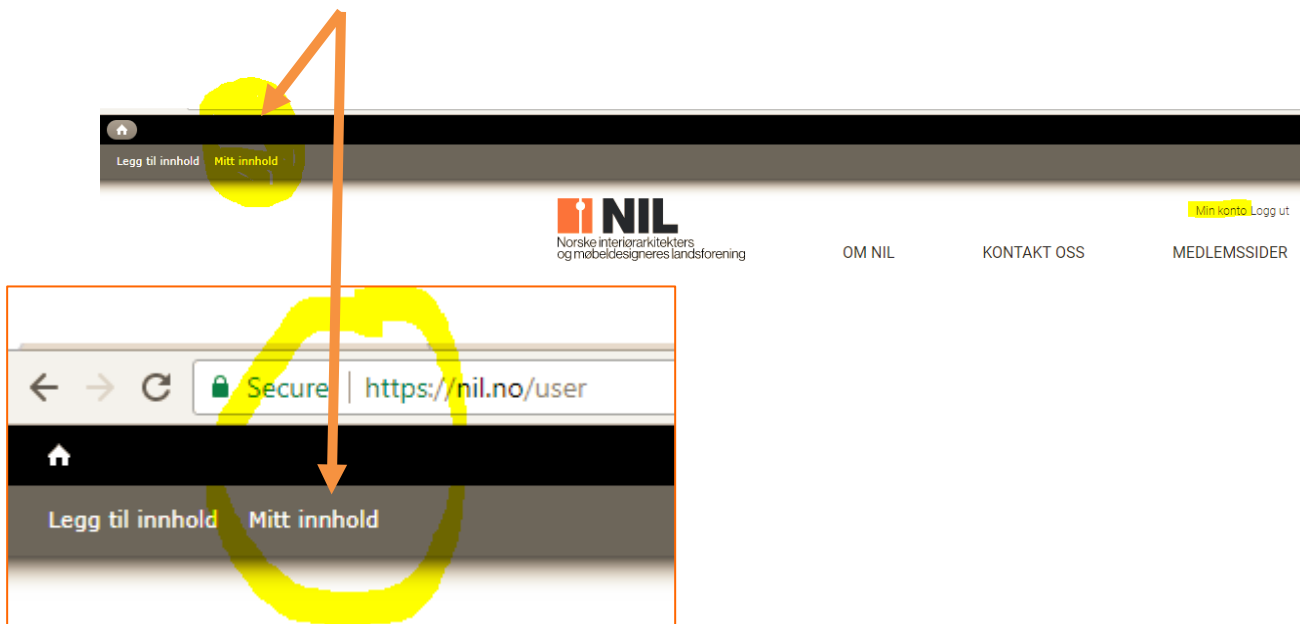 Legg til innhold Mitt innhold
NIL
Norske interiørarkitekters
og møbeldesigneres landsforening
Min konto Logg ut
OM NIL KONTAKT OSS MEDLEMSSIDER
Secure https://nil.no/user
Legg til innhold Mitt innhold